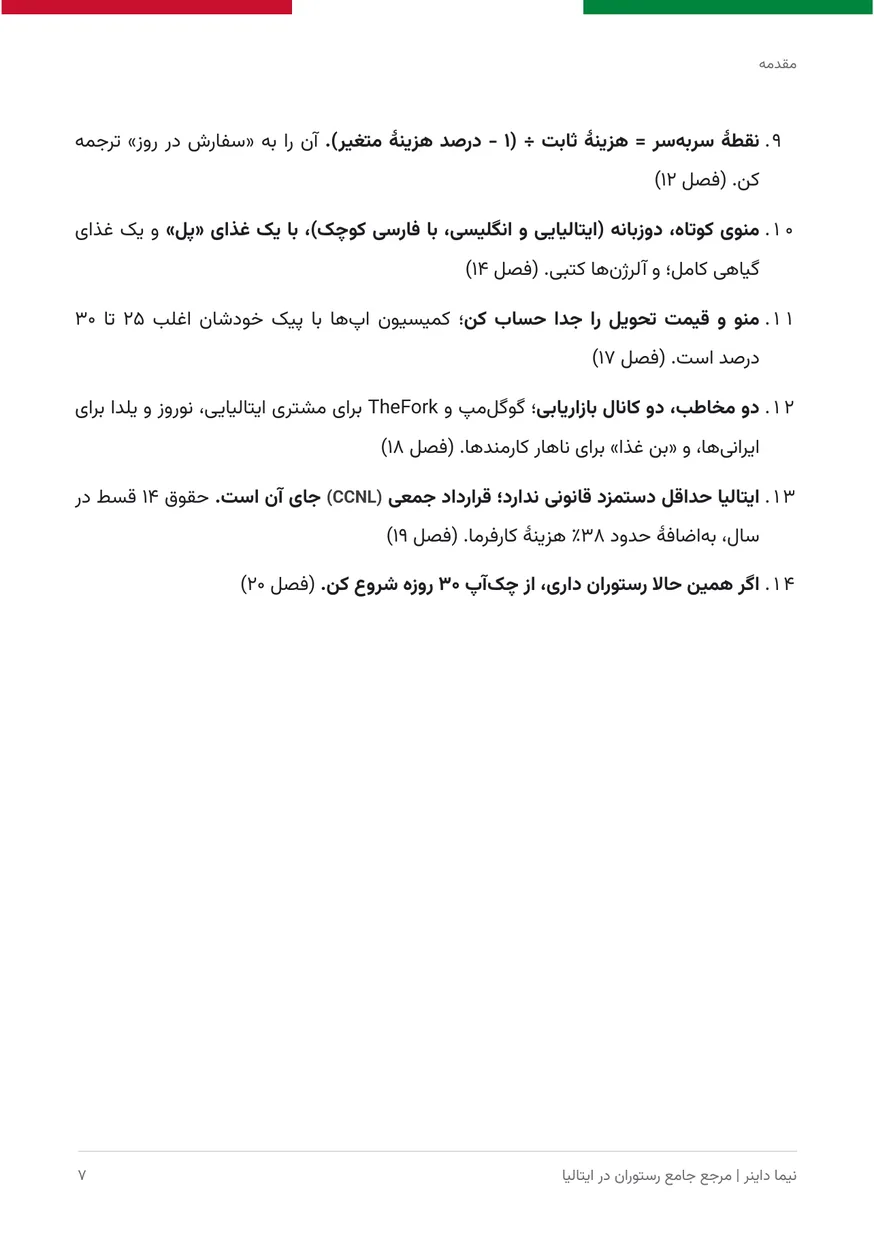 مقدمه
۹. نقطهٔ سربه‌سر = هزینهٔ ثابت ÷ (۱ - درصد هزینهٔ متغیر). آن را به «سفارش در روز» ترجمه
کن. (فصل ۱۲)
۱۰. منوی کوتاه، دوزبانه (ایتالیایی و انگلیسی، با فارسی کوچک)، با یک غذای «پل» و یک غذای
گیاهی کامل؛ و آلرژن‌ها کتبی. (فصل ۱۴)
۱۱. منو و قیمت تحویل را جدا حساب کن؛ کمیسیون اپ‌ها با پیک خودشان اغلب ۲۵ تا ۳۰
درصد است. (فصل ۱۷)
۱۲. دو مخاطب، دو کانال بازاریابی؛ گوگل‌مپ و TheFork برای مشتری ایتالیایی، نوروز و یلدا برای
ایرانی‌ها، و «بن غذا» برای ناهار کارمندها. (فصل ۱۸)
۱۳. ایتالیا حداقل دستمزد قانونی ندارد؛ قرارداد جمعی (CCNL) جای آن است. حقوق ۱۴ قسط در
سال، به‌اضافهٔ حدود ۳۸٪ هزینهٔ کارفرما. (فصل ۱۹)
۱۴. اگر همین حالا رستوران داری، از چک‌آپ ۳۰ روزه شروع کن. (فصل ۲۰)
نیما داینر | مرجع جامع رستوران در ایتالیا
۷